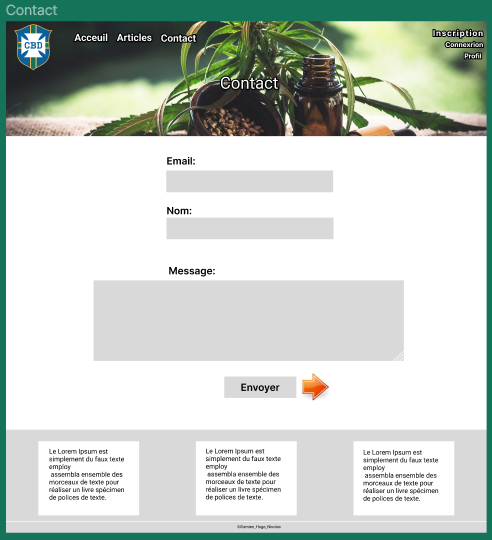 Contact
CBD
Acceuil Articles Contact
Inscription
Connexrion
Profil
Contact
Email:
Nom:
Message:
Envoyer
Le Lorem Ipsum est
simplement du faux texte
employ
assembla ensemble des
morceaux de texte pour
réaliser un livre spécimen
de polices de texte.
Le Lorem Ipsum est
simplement du faux texte
employ
assembla ensemble des
morceaux de texte pour
réaliser un livre spécimen
de polices de texte.
Le Lorem Ipsum est
simplement du faux texte
employ
assembla ensemble des
morceaux de texte pour
réaliser un livre spécimen
de polices de texte.